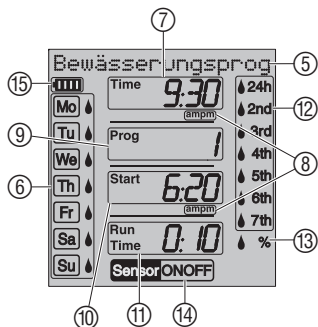 ⑦
Bewässerungsprog ⑤
⑮ Time 9:30 ampm 24h
Mo 2nd ⑫
Tu Prog 1 3rd
⑨ ⑧
We 4th
⑥ Th Start 6:20 ampm 5th
Fr 6th
Sa Run Time 0:10 7th
Su % ⑬
Sensor ONOFF
⑩ ⑪ ⑭